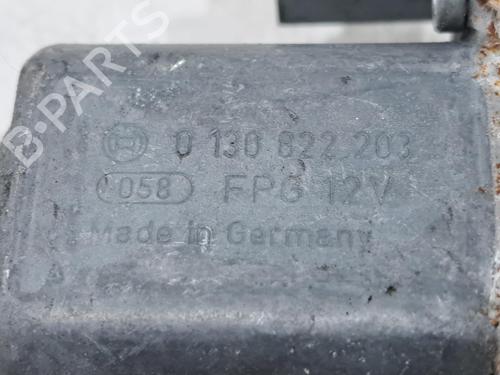 B-PARTS
0 130 822 203
058 FPG 12V
Made in Germany